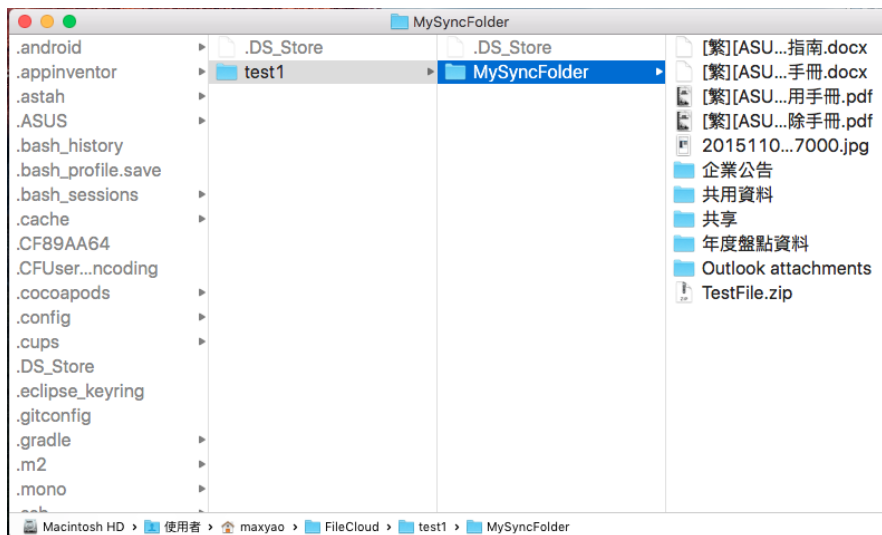 MySyncFolder
.android
.appinventor
.astah
.ASUS
.bash_history
.bash_profile.save
.bash_sessions
.cache
.CF89AA64
.CFUser...ncoding
.cocoapods
.config
.cups
.DS_Store
.eclipse_keyring
.gitconfig
.gradle
.m2
.mono
.DS_Store
test1
.DS_Store
MySyncFolder
[繁][ASU...指南.docx
[繁][ASU...手冊.docx
[繁][ASU...用手冊.pdf
[繁][ASU...除手冊.pdf
2015110...7000.jpg
企業公告
共用資料
共享
年度盤點資料
Outlook attachments
TestFile.zip
Macintosh HD › 使用者 › maxyao › FileCloud › test1 › MySyncFolder